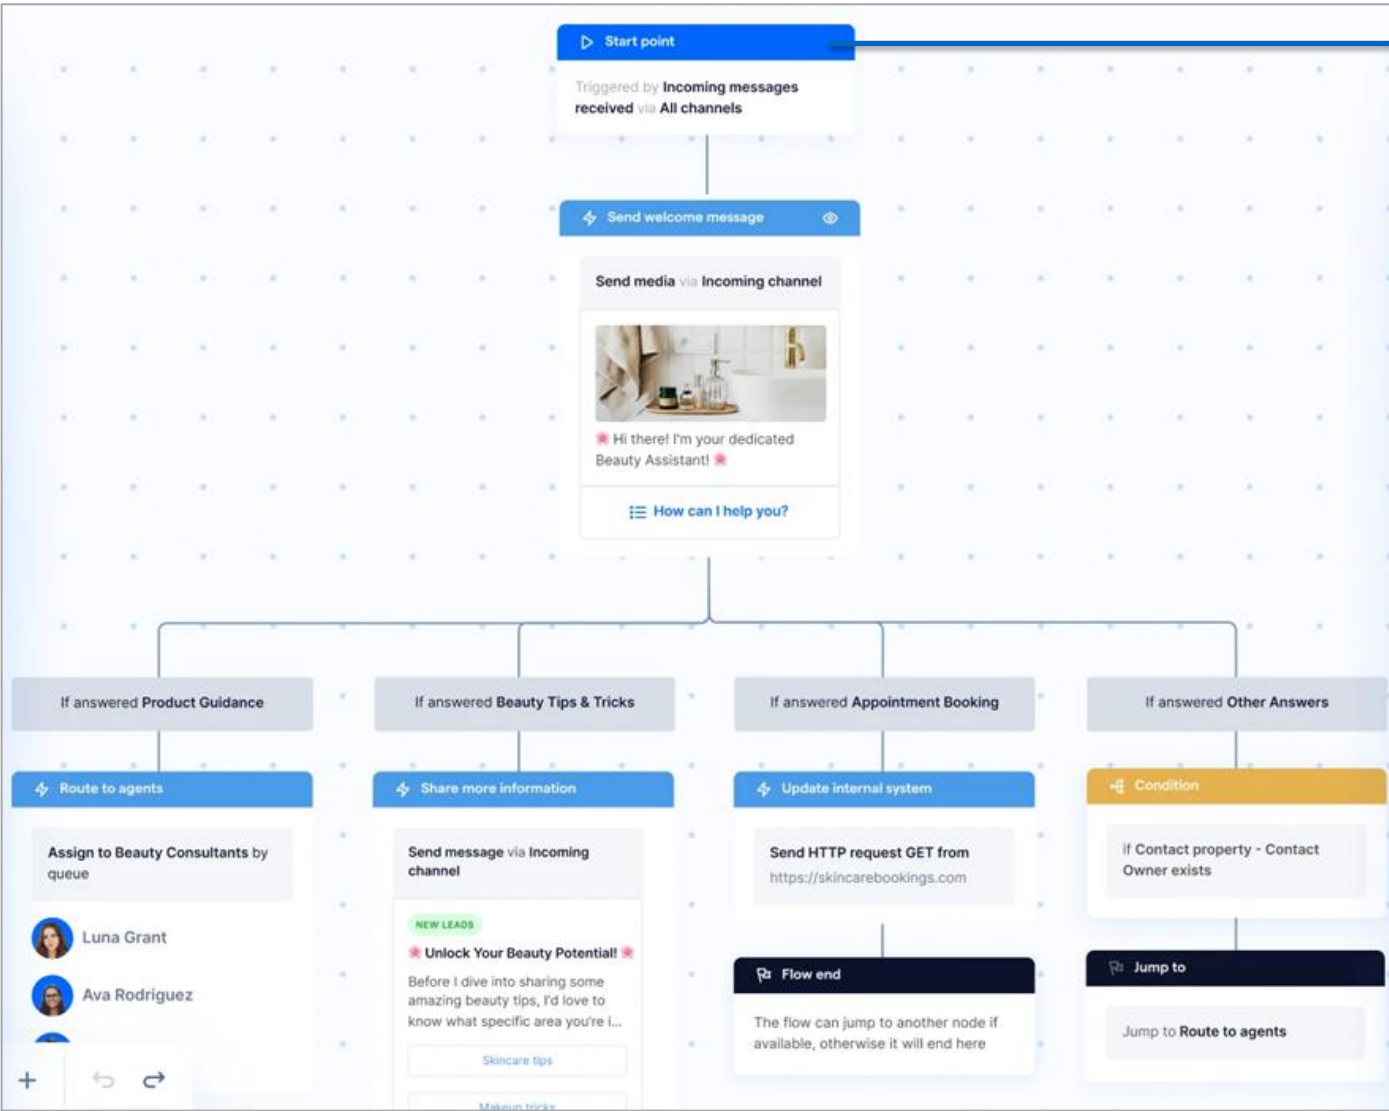 Start point
Triggered by Incoming messages
received via All channels
Send welcome message
Send media via Incoming channel
🌸 Hi there! I'm your dedicated
Beauty Assistant! 🌸
How can I help you?
If answered Product Guidance
Route to agents
Assign to Beauty Consultants by
queue
Luna Grant
Ava Rodriguez
If answered Beauty Tips & Tricks
Share more information
Send message via Incoming
channel
NEW LEADS
🌸 Unlock Your Beauty Potential! 🌸
Before I dive into sharing some
amazing beauty tips, I'd love to
know what specific area you're i...
Skincare tips
Makeup tricks
If answered Appointment Booking
Update internal system
Send HTTP request GET from
https://skincarebookings.com
Flow end
The flow can jump to another node if
available, otherwise it will end here
If answered Other Answers
Condition
if Contact property - Contact
Owner exists
Jump to
Jump to Route to agents